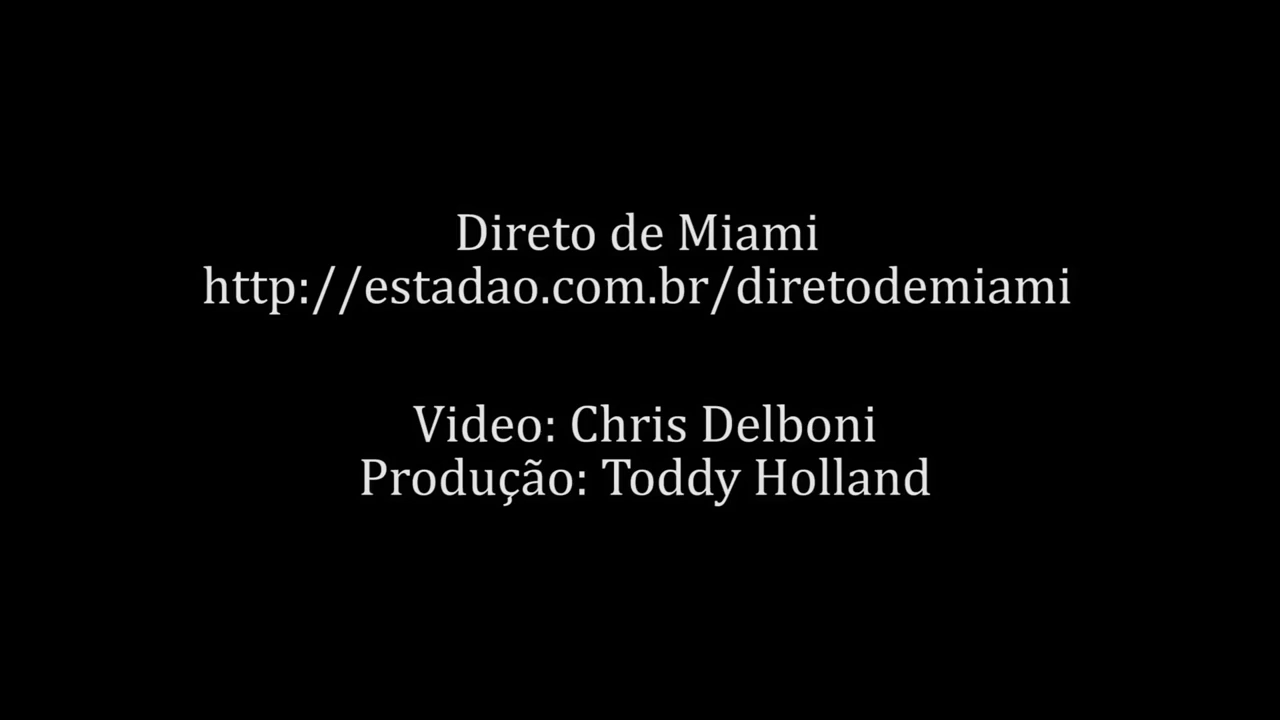 Direto de Miami
http://estadao.com.br/diretodemiami
Video: Chris Delboni
Produção: Toddy Holland